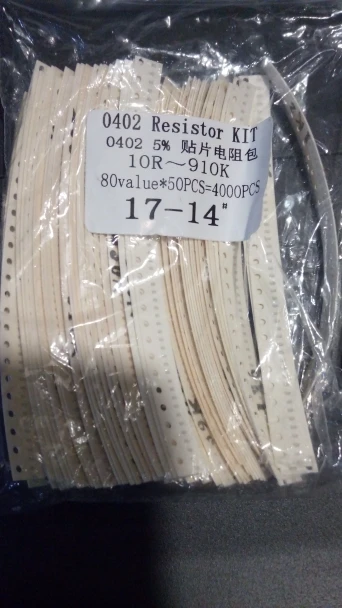 0402 Resistor KIT
0402 5% 贴片电阻包
10R～910K
80value*50PCS=4000PCS
17-14#